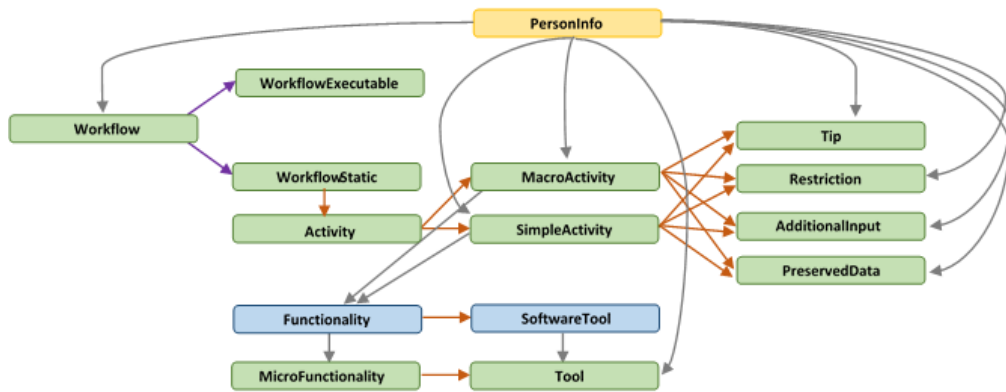 PersonInfo
WorkflowExecutable
Workflow
Tip
WorkflowStatic
MacroActivity
Restriction
Activity
SimpleActivity
AdditionalInput
PreservedData
Functionality
SoftwareTool
MicroFunctionality
Tool